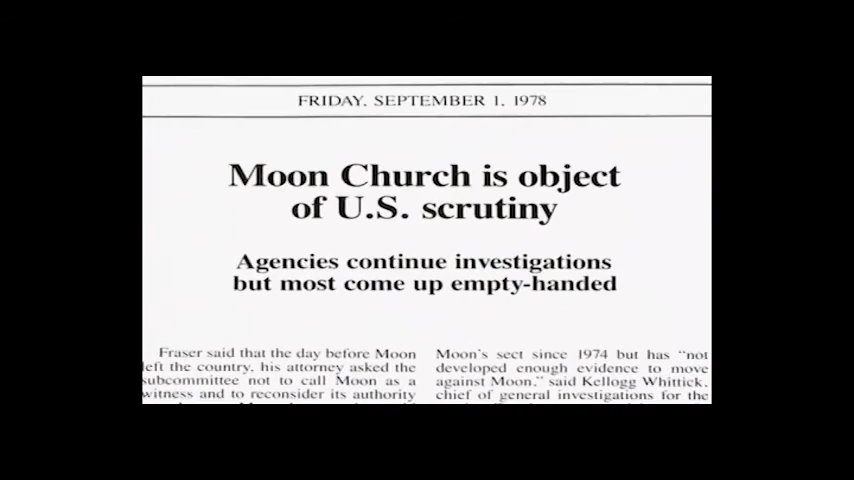 FRIDAY, SEPTEMBER 1, 1978
Moon Church is object
of U.S. scrutiny
Agencies continue investigations
but most come up empty-handed
Fraser said that the day before Moon
left the country, his attorney asked the
subcommittee not to call Moon as a
witness and to reconsider its authority
Moon's sect since 1974 but has “not
developed enough evidence to move
against Moon,” said Kellogg Whittick,
chief of general investigations for the